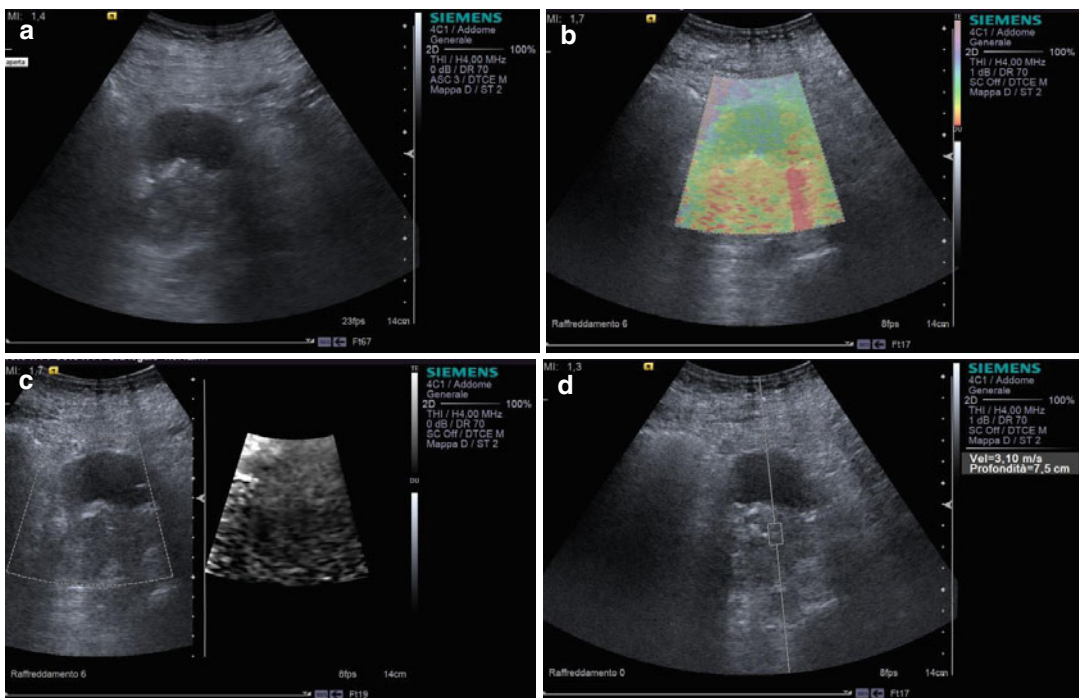 a
MI: 1,4
aperta
SIEMENS
4C1 / Addome
Generale
2D 100%
THI / H4,00 MHz
0 dB / DR 70
ASC 3 / DTCE M
Mappa D / ST 2
23fps 14cm
Ft67
b
MI: 1,7
SIEMENS
4C1 / Addome
Generale
2D 100%
THI / H4,00 MHz
1 dB / DR 70
SC Off / DTCE M
Mappa D / ST 2
TE
DU
Raffreddamento 6 8fps 14cm
Ft17
c
MI: 1,7
SIEMENS
4C1 / Addome
Generale
2D 100%
THI / H4,00 MHz
0 dB / DR 70
SC Off / DTCE M
Mappa D / ST 2
TE
DU
Raffreddamento 6 8fps 14cm
Ft19
d
MI: 1,3
SIEMENS
4C1 / Addome
Generale
2D 100%
THI / H4,00 MHz
1 dB / DR 70
SC Off / DTCE M
Mappa D / ST 2
Vel=3,10 m/s
Profondità=7,5 cm
Raffreddamento 0 8fps 14cm
Ft17